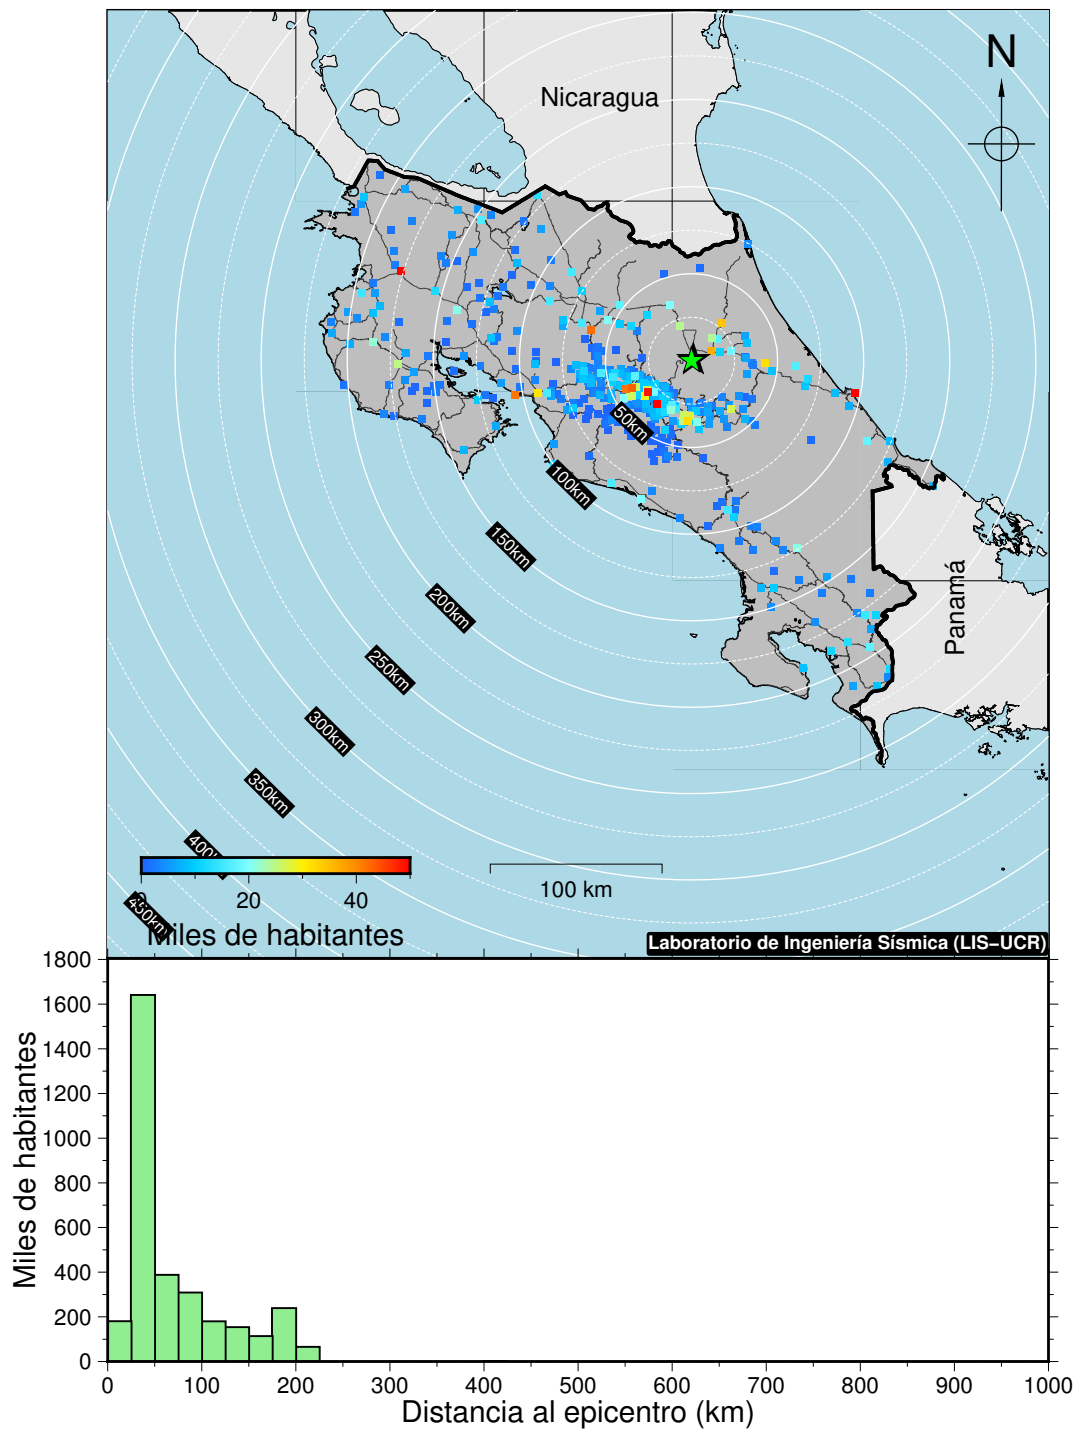 N
Nicaragua
50km
100km
150km
200km
250km
300km
350km
450km
Panamá
0 20 40
Miles de habitantes
100 km
Laboratorio de Ingeniería Sísmica (LIS−UCR)
1800
1600
1400
1200
1000
800
600
400
200
0
Miles de habitantes
0 100 200 300 400 500 600 700 800 900 1000
Distancia al epicentro (km)